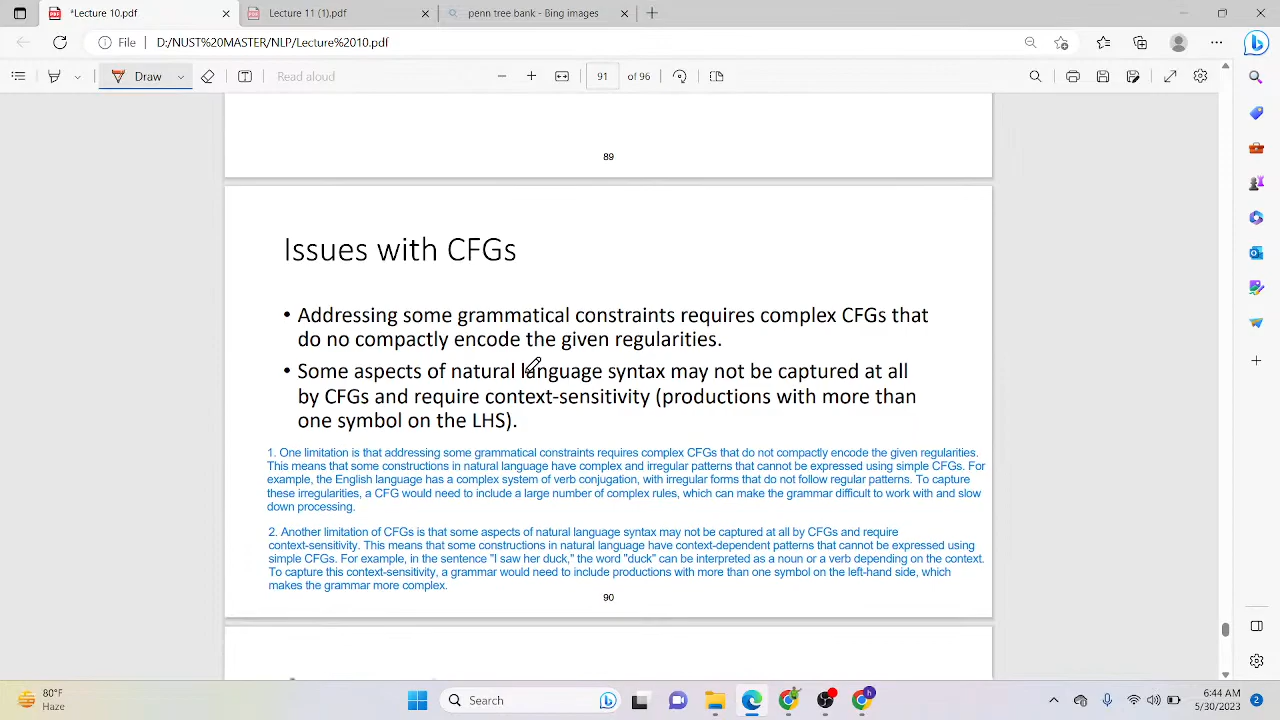 *Lecture 10.pdf
Lecture 11 (1).pdf
penn tree bank - Bing images
File
D:/NUST%20MASTER/NLP/Lecture%2010.pdf
Draw
Read aloud
91
of 96
89
Issues with CFGs
• Addressing some grammatical constraints requires complex CFGs that
do no compactly encode the given regularities.
• Some aspects of natural language syntax may not be captured at all
by CFGs and require context-sensitivity (productions with more than
one symbol on the LHS).
1. One limitation is that addressing some grammatical constraints requires complex CFGs that do not compactly encode the given regularities.
This means that some constructions in natural language have complex and irregular patterns that cannot be expressed using simple CFGs. For
example, the English language has a complex system of verb conjugation, with irregular forms that do not follow regular patterns. To capture
these irregularities, a CFG would need to include a large number of complex rules, which can make the grammar difficult to work with and slow
down processing.
2. Another limitation of CFGs is that some aspects of natural language syntax may not be captured at all by CFGs and require
context-sensitivity. This means that some constructions in natural language have context-dependent patterns that cannot be expressed using
simple CFGs. For example, in the sentence "I saw her duck," the word "duck" can be interpreted as a noun or a verb depending on the context.
To capture this context-sensitivity, a grammar would need to include productions with more than one symbol on the left-hand side, which
makes the grammar more complex.
90
80°F
Haze
Search
6:44 AM
5/30/2023
2